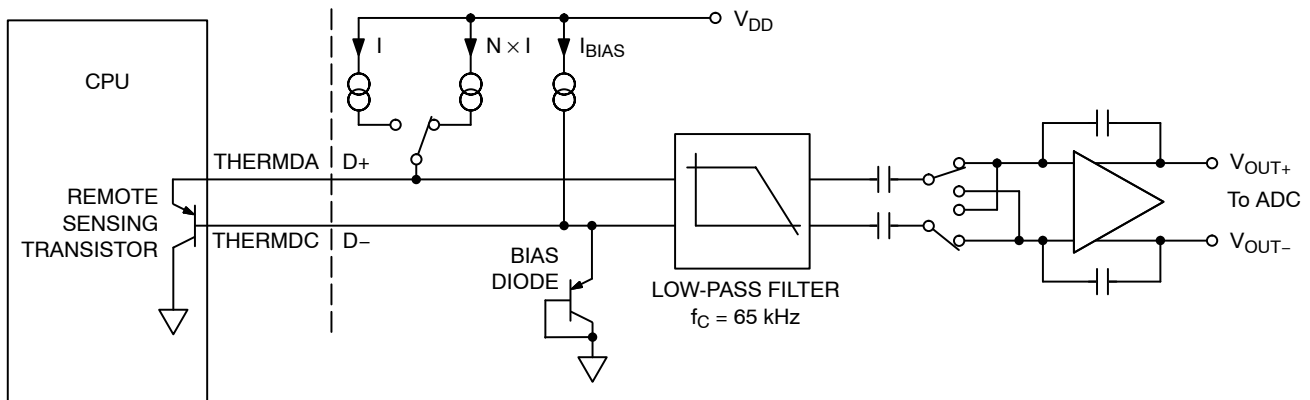 CPU
REMOTE
SENSING
TRANSISTOR
THERMDA
THERMDC
D+
D−
I
N × I
I_BIAS
V_DD
BIAS
DIODE
LOW-PASS FILTER
f_C = 65 kHz
V_OUT+
To ADC
V_OUT−